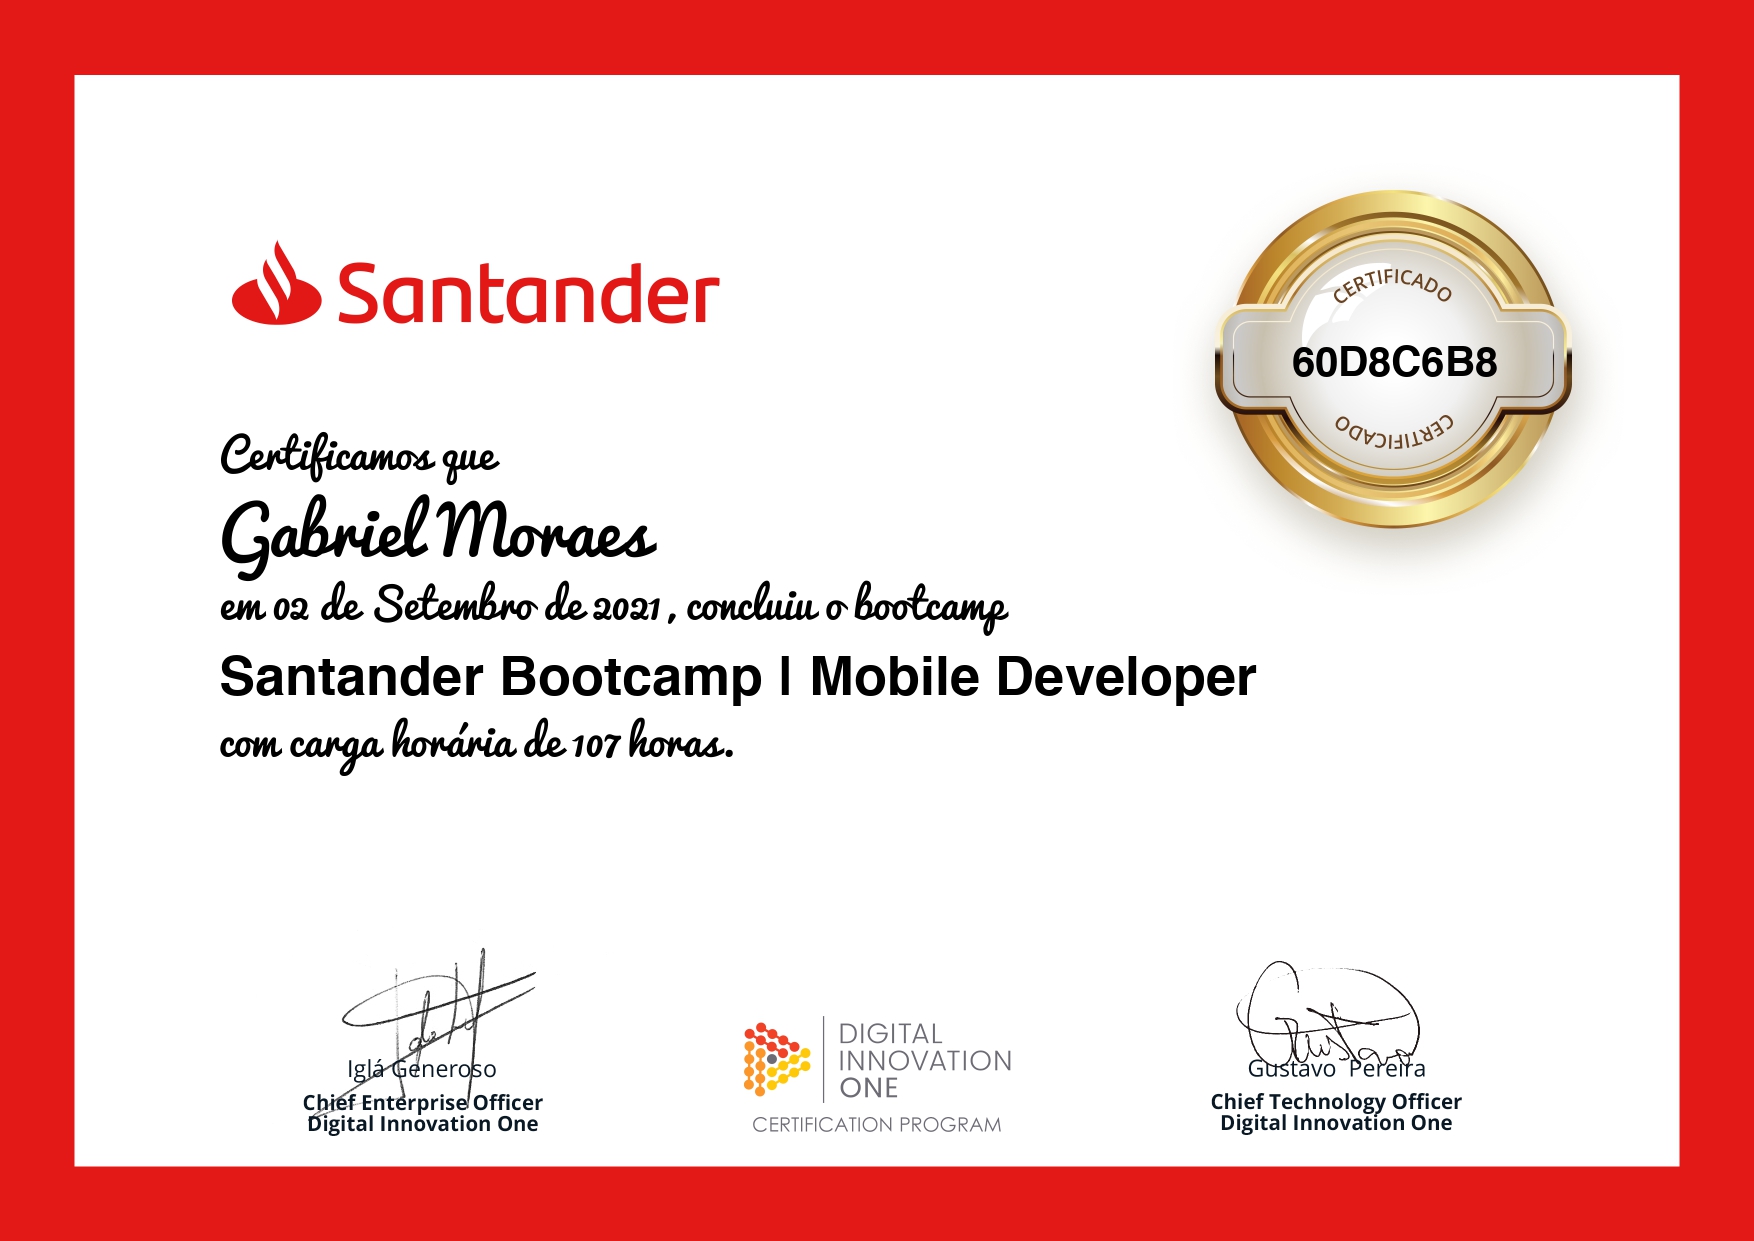 Santander
CERTIFICADO
60D8C6B8
CERTIFICADO
Certificamos que
Gabriel Moraes
em 02 de Setembro de 2021, concluiu o bootcamp
Santander Bootcamp | Mobile Developer
com carga horária de 107 horas.
Iglá Generoso
Chief Enterprise Officer
Digital Innovation One
DIGITAL
INNOVATION
ONE
CERTIFICATION PROGRAM
Gustavo Pereira
Chief Technology Officer
Digital Innovation One